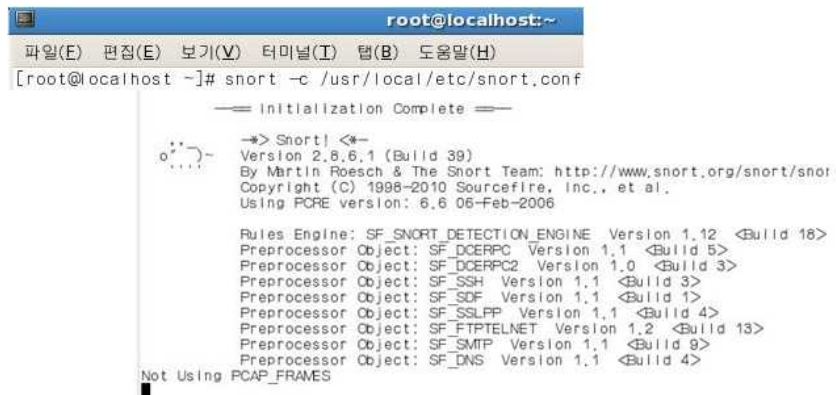 root@localhost:~
파일(F) 편집(E) 보기(V) 터미널(T) 탭(B) 도움말(H)
[root@localhost ~]# snort -c /usr/local/etc/snort.conf
--== Initialization Complete ==--
-*> Snort! <*-
o" )~ Version 2.8.6.1 (Build 39)
By Martin Roesch & The Snort Team: http://www.snort.org/snort/snor
Copyright (C) 1998-2010 Sourcefire, Inc., et al.
Using PCRE version: 6.6 06-Feb-2006
Rules Engine: SF_SNORT_DETECTION_ENGINE Version 1.12 <Build 18>
Preprocessor Object: SF_DCERPC Version 1.1 <Build 5>
Preprocessor Object: SF_DCERPC2 Version 1.0 <Build 3>
Preprocessor Object: SF_SSH Version 1.1 <Build 3>
Preprocessor Object: SF_SDF Version 1.1 <Build 1>
Preprocessor Object: SF_SSLPP Version 1.1 <Build 4>
Preprocessor Object: SF_FTPTELNET Version 1.2 <Build 13>
Preprocessor Object: SF_SMTP Version 1.1 <Build 9>
Preprocessor Object: SF_DNS Version 1.1 <Build 4>
Not Using PCAP_FRAMES